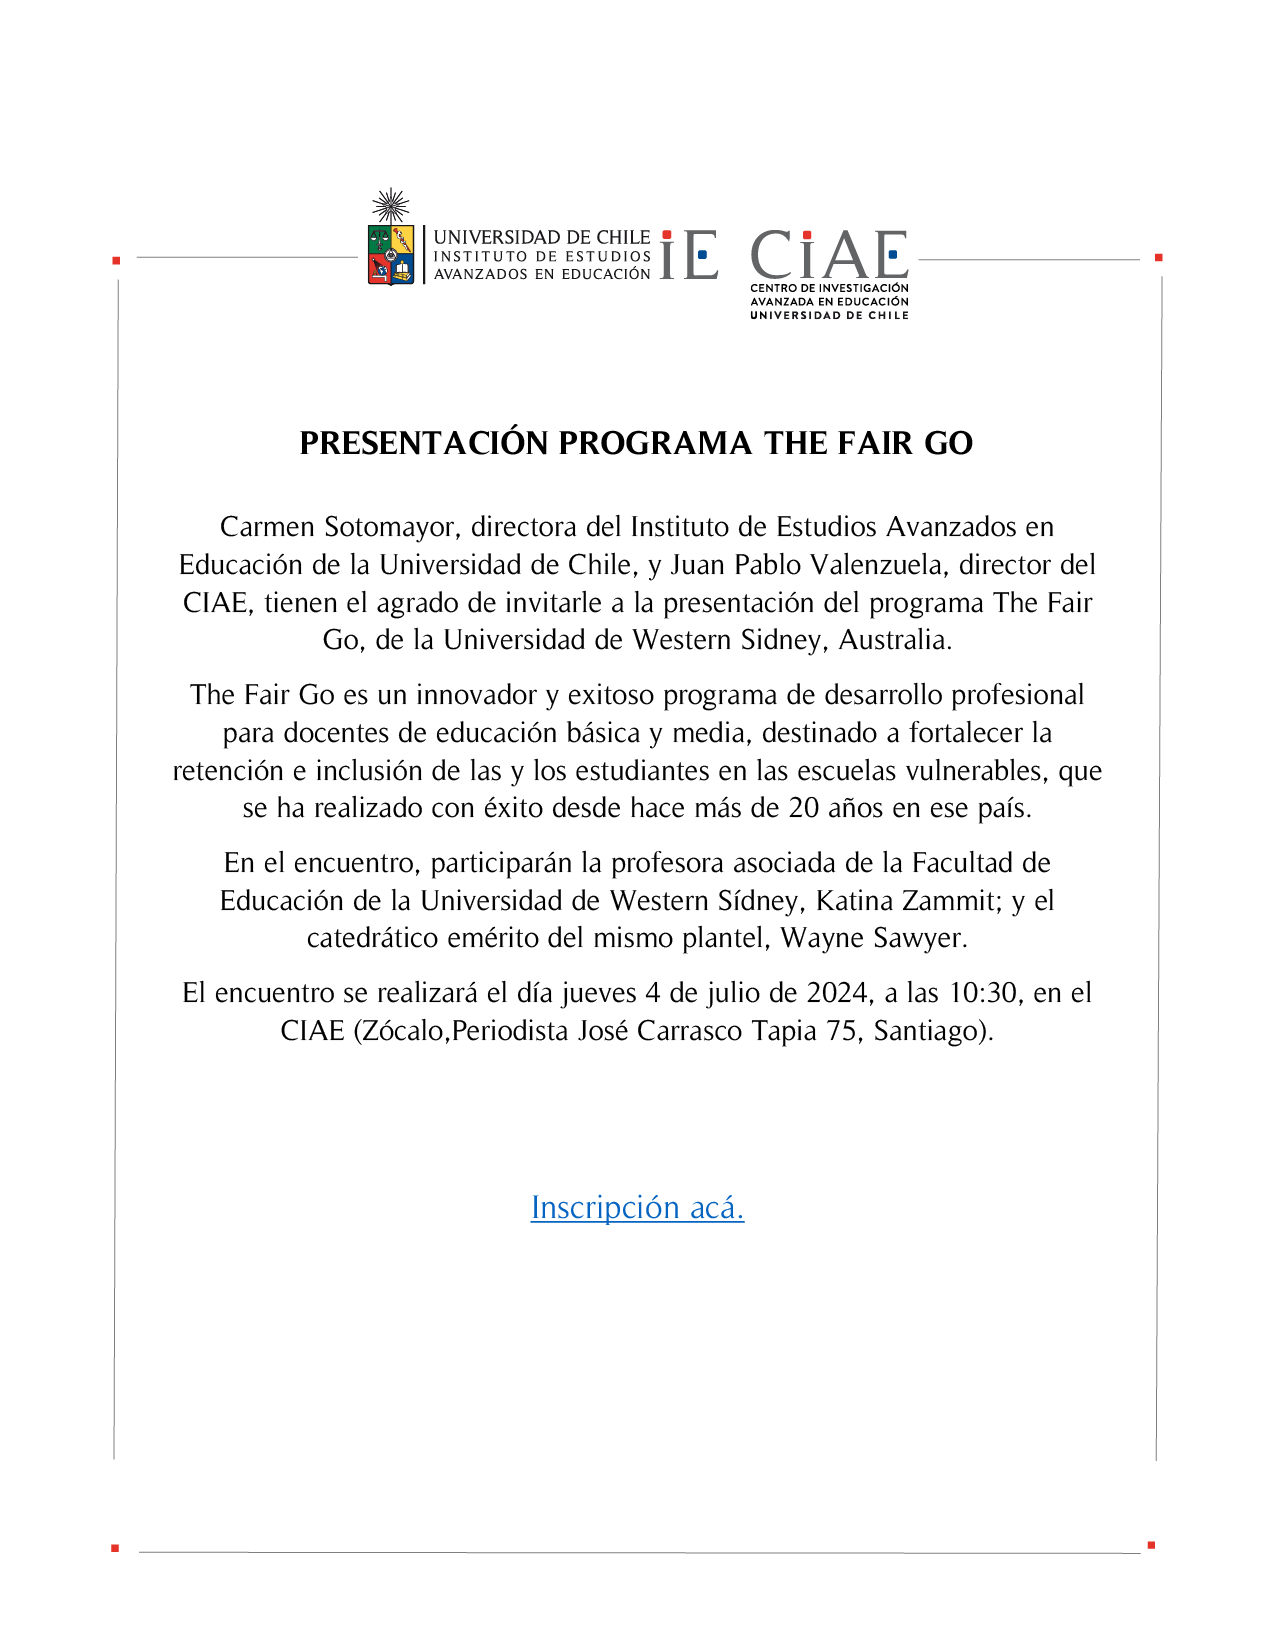 UNIVERSIDAD DE CHILE
INSTITUTO DE ESTUDIOS
AVANZADOS EN EDUCACIÓN
iE
CiAE
CENTRO DE INVESTIGACIÓN
AVANZADA EN EDUCACIÓN
UNIVERSIDAD DE CHILE
PRESENTACIÓN PROGRAMA THE FAIR GO
Carmen Sotomayor, directora del Instituto de Estudios Avanzados en
Educación de la Universidad de Chile, y Juan Pablo Valenzuela, director del
CIAE, tienen el agrado de invitarle a la presentación del programa The Fair
Go, de la Universidad de Western Sidney, Australia.
The Fair Go es un innovador y exitoso programa de desarrollo profesional
para docentes de educación básica y media, destinado a fortalecer la
retención e inclusión de las y los estudiantes en las escuelas vulnerables, que
se ha realizado con éxito desde hace más de 20 años en ese país.
En el encuentro, participarán la profesora asociada de la Facultad de
Educación de la Universidad de Western Sídney, Katina Zammit; y el
catedrático emérito del mismo plantel, Wayne Sawyer.
El encuentro se realizará el día jueves 4 de julio de 2024, a las 10:30, en el
CIAE (Zócalo,Periodista José Carrasco Tapia 75, Santiago).
Inscripción acá.